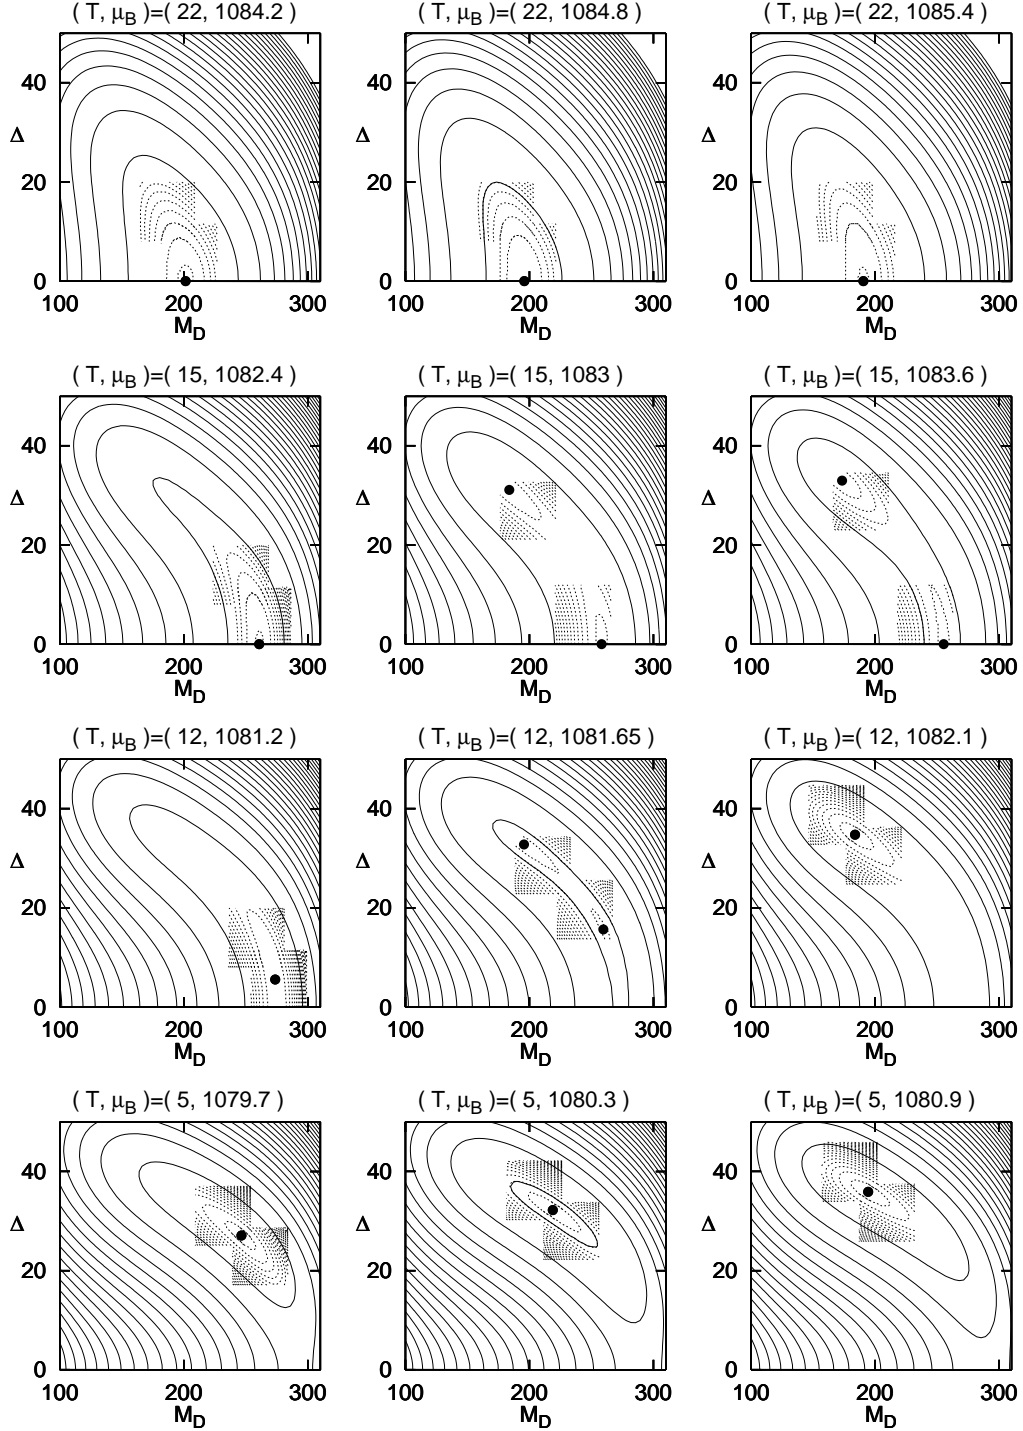 ( T, μB )=( 22, 1084.2 ) ( T, μB )=( 22, 1084.8 ) ( T, μB )=( 22, 1085.4 )
40 40 40
Δ Δ Δ
20 20 20
0 0 0
100 200 300 100 200 300 100 200 300
MD MD MD
( T, μB )=( 15, 1082.4 ) ( T, μB )=( 15, 1083 ) ( T, μB )=( 15, 1083.6 )
40 40 40
Δ Δ Δ
20 20 20
0 0 0
100 200 300 100 200 300 100 200 300
MD MD MD
( T, μB )=( 12, 1081.2 ) ( T, μB )=( 12, 1081.65 ) ( T, μB )=( 12, 1082.1 )
40 40 40
Δ Δ Δ
20 20 20
0 0 0
100 200 300 100 200 300 100 200 300
MD MD MD
( T, μB )=( 5, 1079.7 ) ( T, μB )=( 5, 1080.3 ) ( T, μB )=( 5, 1080.9 )
40 40 40
Δ Δ Δ
20 20 20
0 0 0
100 200 300 100 200 300 100 200 300
MD MD MD